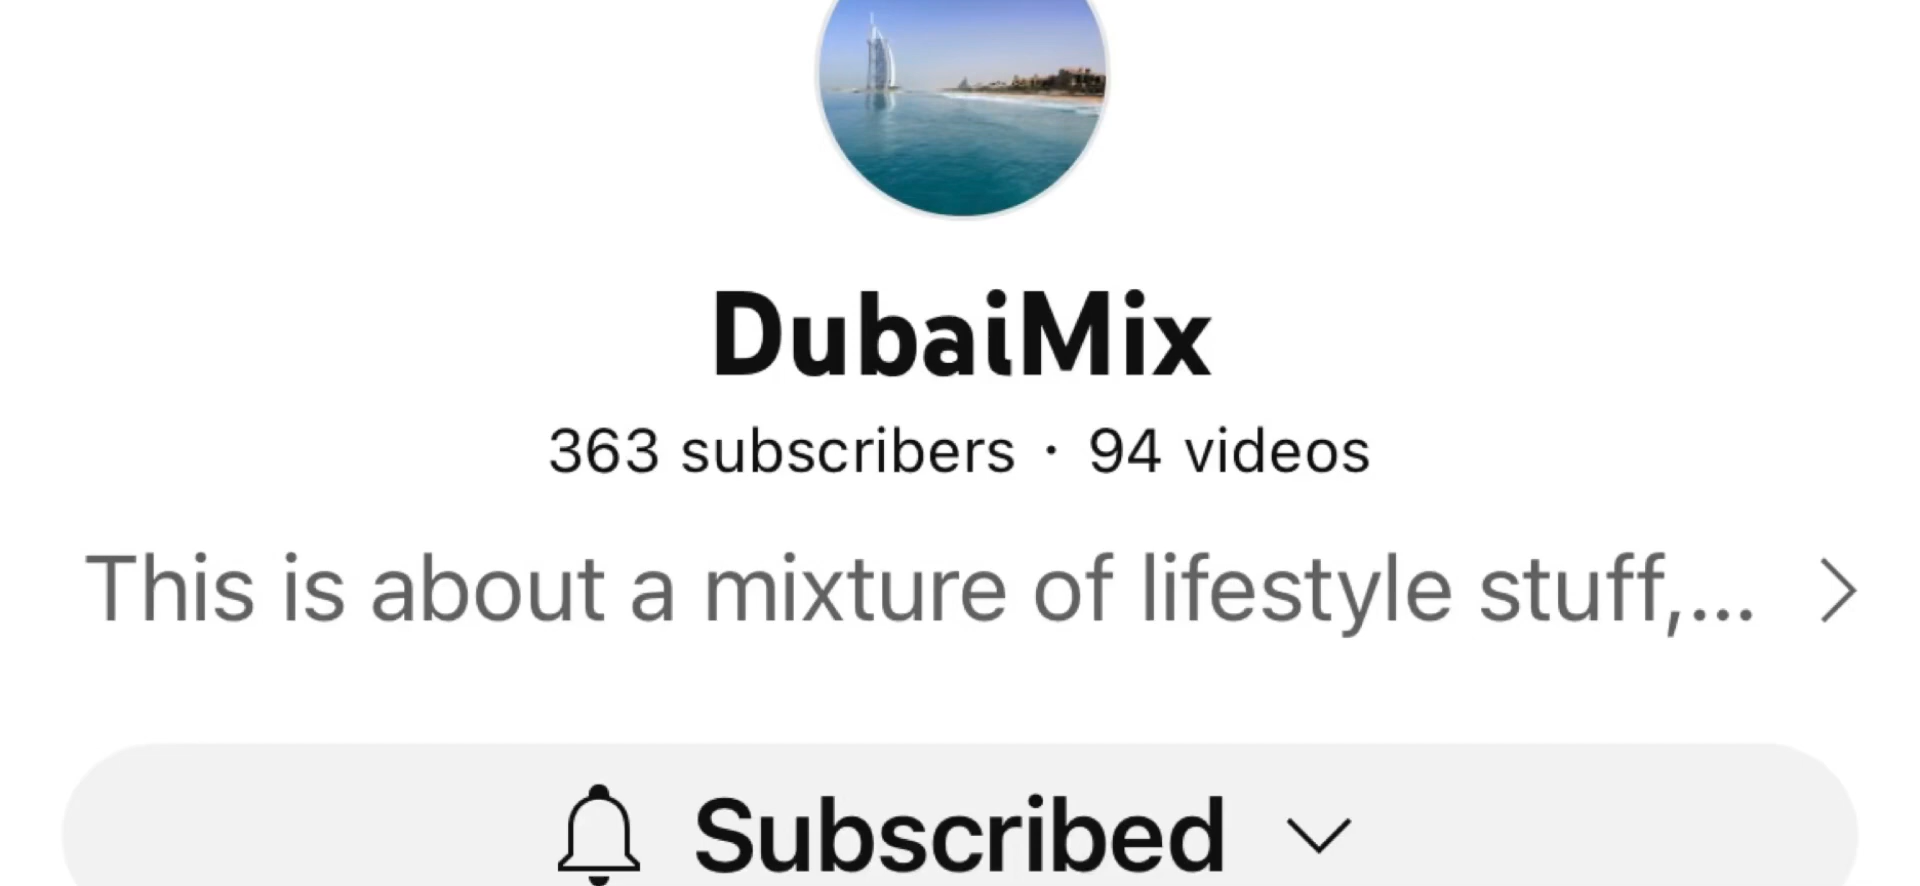 DubaiMix
363 subscribers · 94 videos
This is about a mixture of lifestyle stuff,...
Subscribed